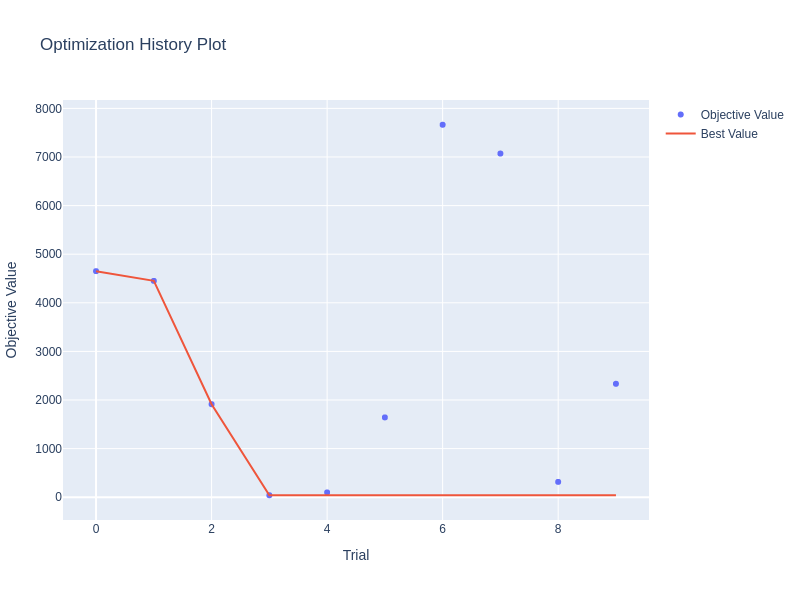 Optimization History Plot
Objective Value
Best Value
8000
7000
6000
5000
4000
3000
2000
1000
0
Objective Value
0
2
4
6
8
Trial